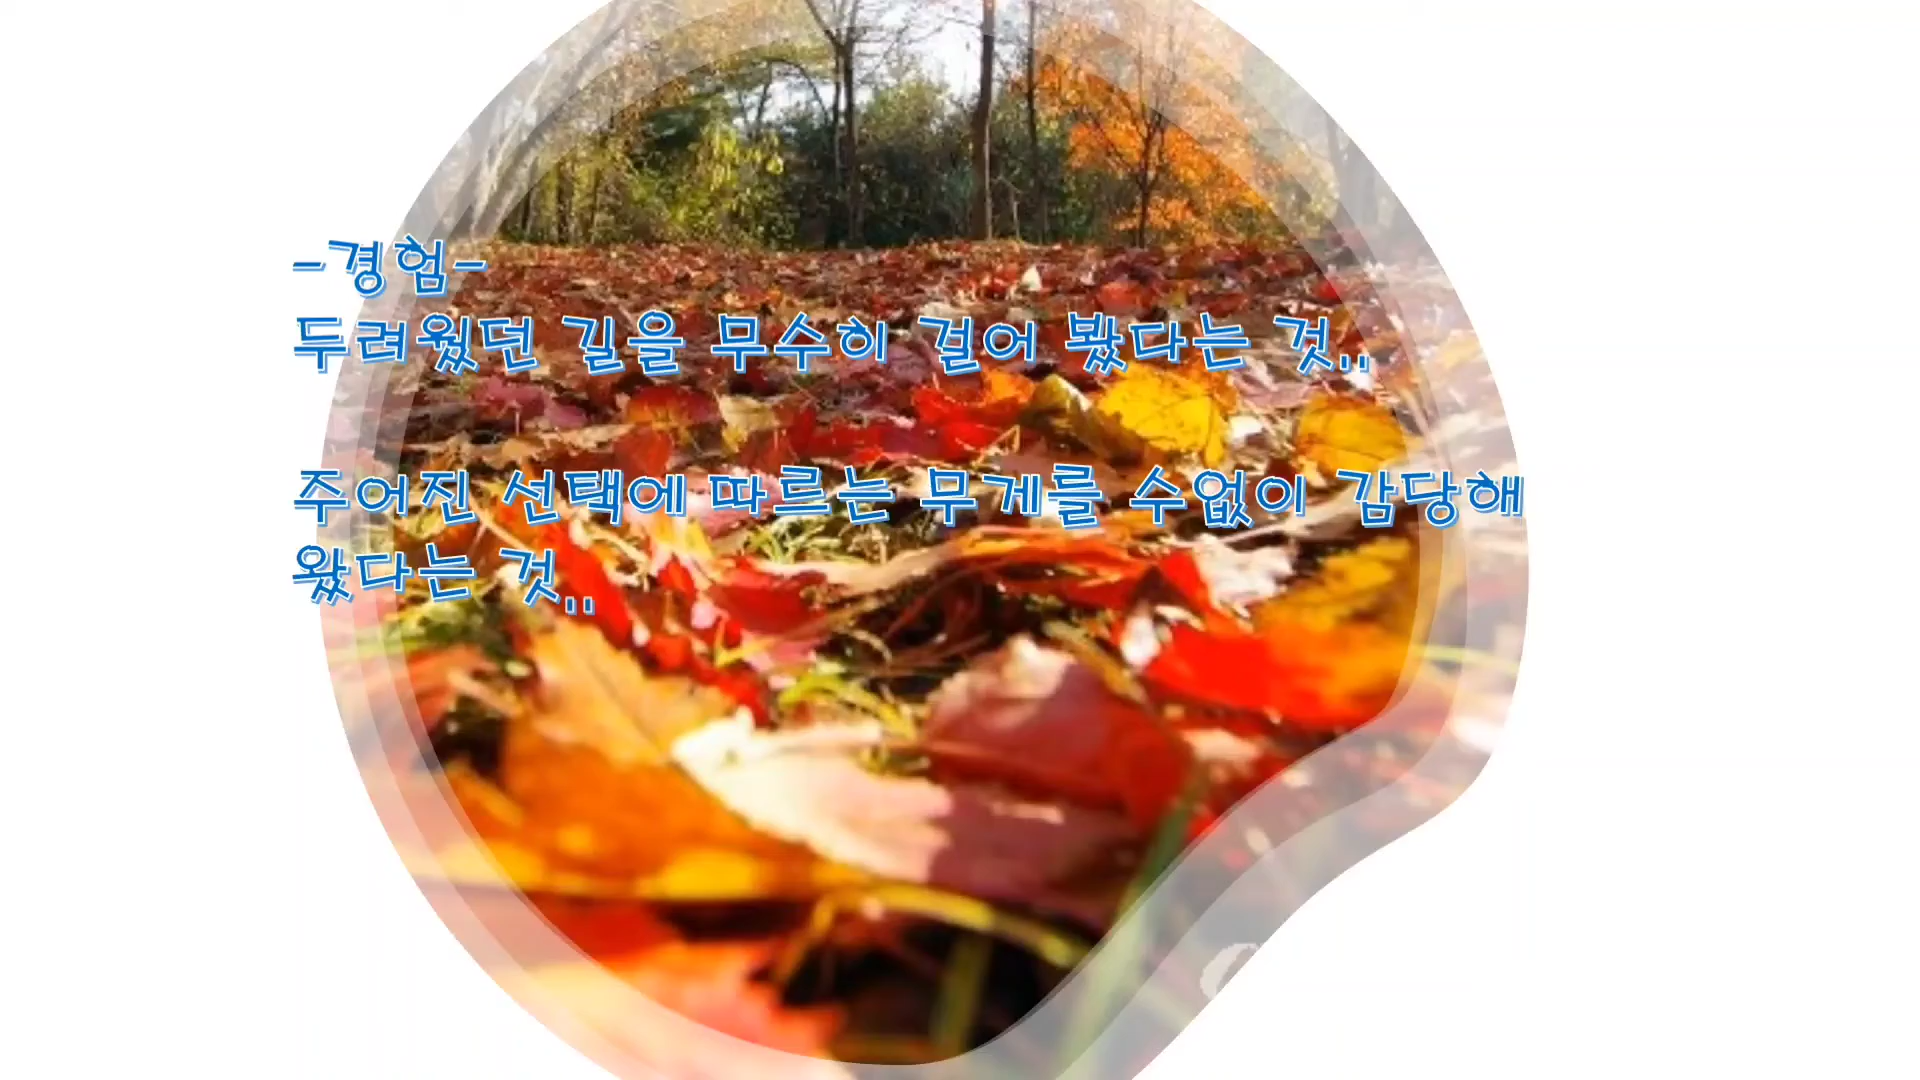 -경험-
두려웠던 길을 무수히 걸어 봤다는 것..
주어진 선택에 따르는 무게를 수없이 감당해
왔다는 것..